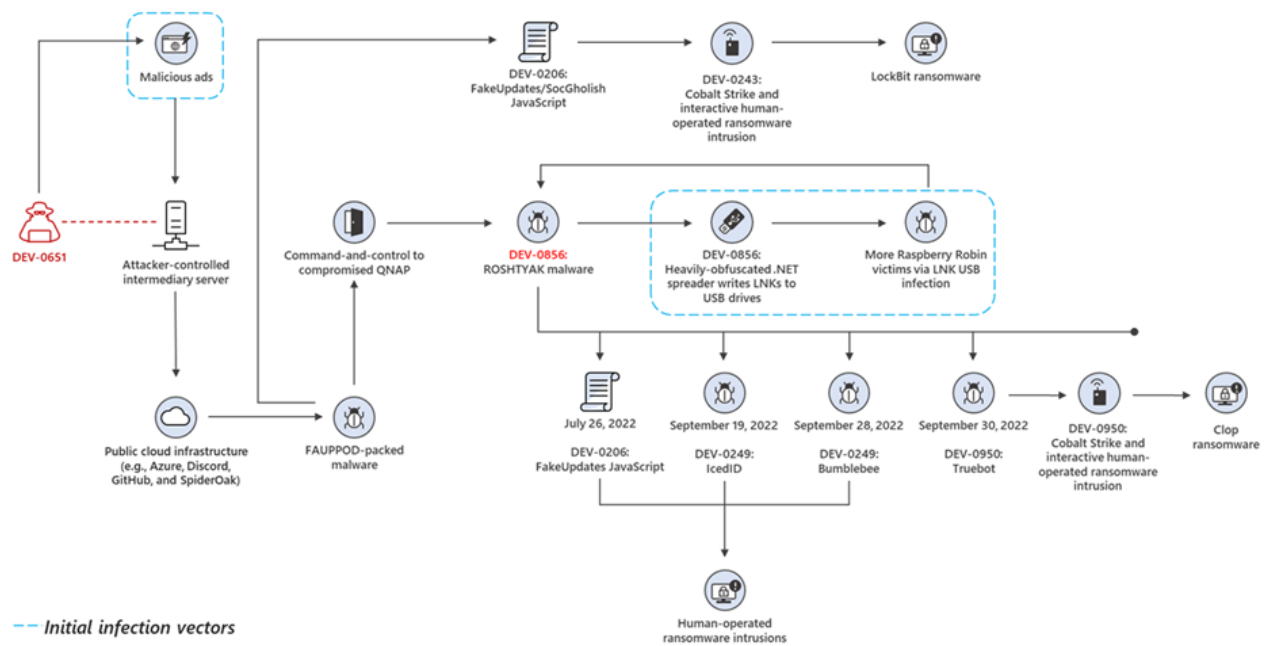 Malicious ads
DEV-0206:
FakeUpdates/SocGholish
JavaScript
DEV-0243:
Cobalt Strike and
interactive human-
operated ransomware
intrusion
LockBit ransomware
DEV-0651
Attacker-controlled
intermediary server
Command-and-control to
compromised QNAP
DEV-0856:
ROSHTYAK malware
DEV-0856:
Heavily-obfuscated .NET
spreader writes LNKs to
USB drives
More Raspberry Robin
victims via LNK USB
infection
Public cloud infrastructure
(e.g., Azure, Discord,
GitHub, and SpiderOak)
FAUPPOD-packed
malware
July 26, 2022
DEV-0206:
FakeUpdates JavaScript
September 19, 2022
DEV-0249:
IcedID
September 28, 2022
DEV-0249:
Bumblebee
September 30, 2022
DEV-0950:
Truebot
DEV-0950:
Cobalt Strike and
interactive human-
operated ransomware
intrusion
Clop
ransomware
Human-operated
ransomware intrusions
Initial infection vectors